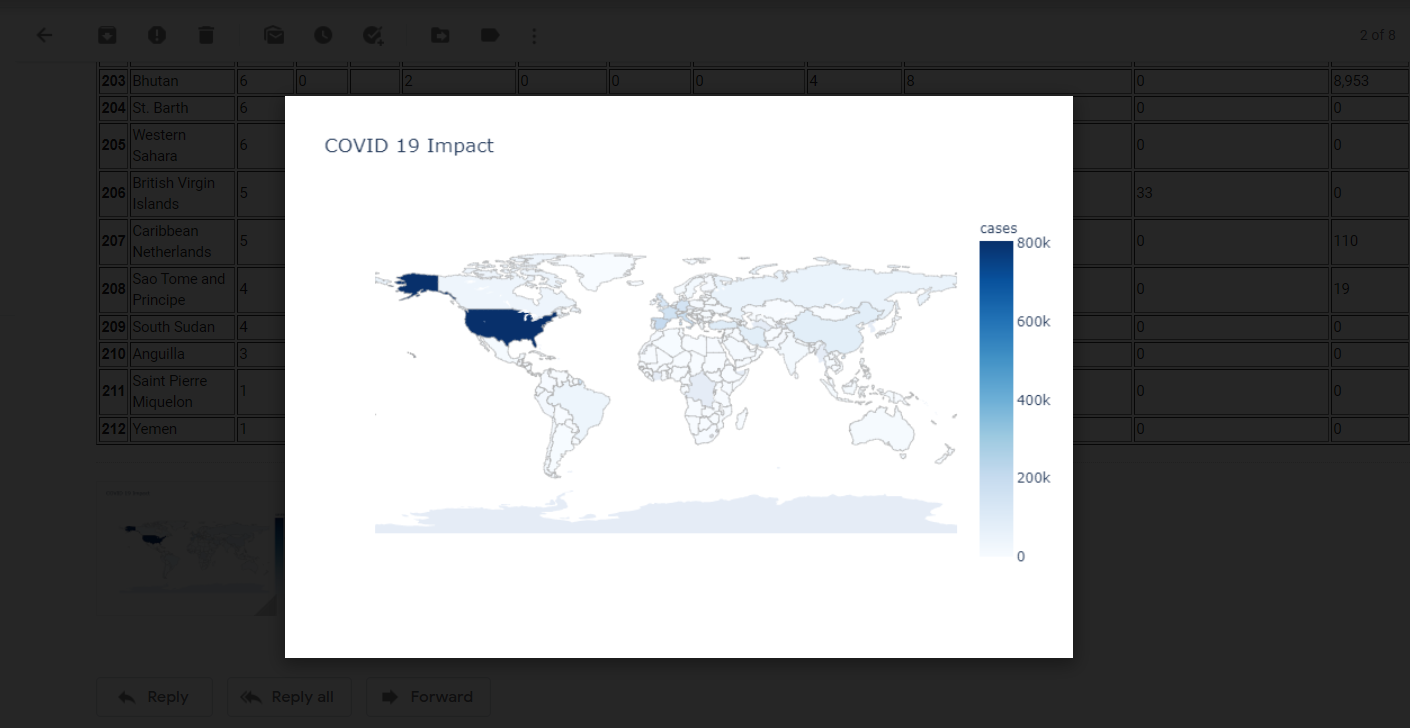 2 of 8
203 Bhutan 6 0 2 0 0 0 4 8 0 8,953
204 St. Barth 6 0 0
205 Western Sahara 6 0 0
206 British Virgin Islands 5 33 0
207 Caribbean Netherlands 5 0 110
208 Sao Tome and Principe 4 0 19
209 South Sudan 4 0 0
210 Anguilla 3 0 0
211 Saint Pierre Miquelon 1 0 0
212 Yemen 1 0 0
COVID 19 Impact
cases
800k
600k
400k
200k
0
Reply
Reply all
Forward